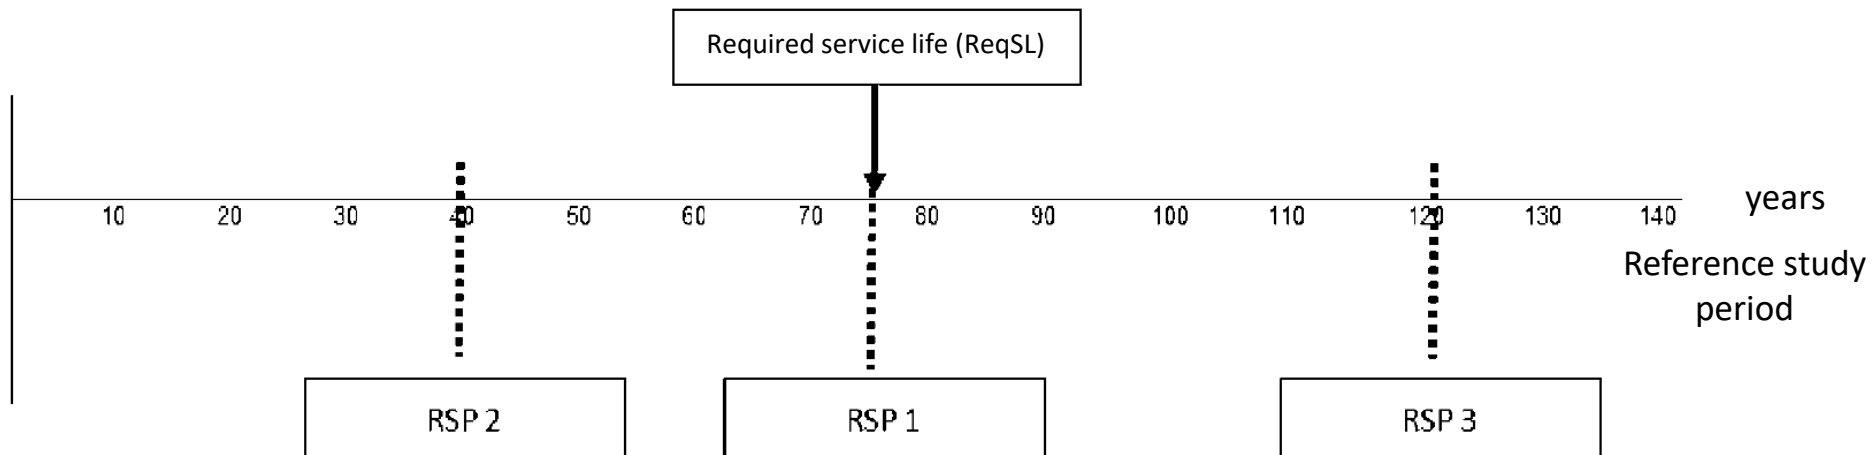 Required service life (ReqSL)
10 20 30 40 50 60 70 80 90 100 110 120 130 140
years
Reference study
period
RSP 2 RSP 1 RSP 3